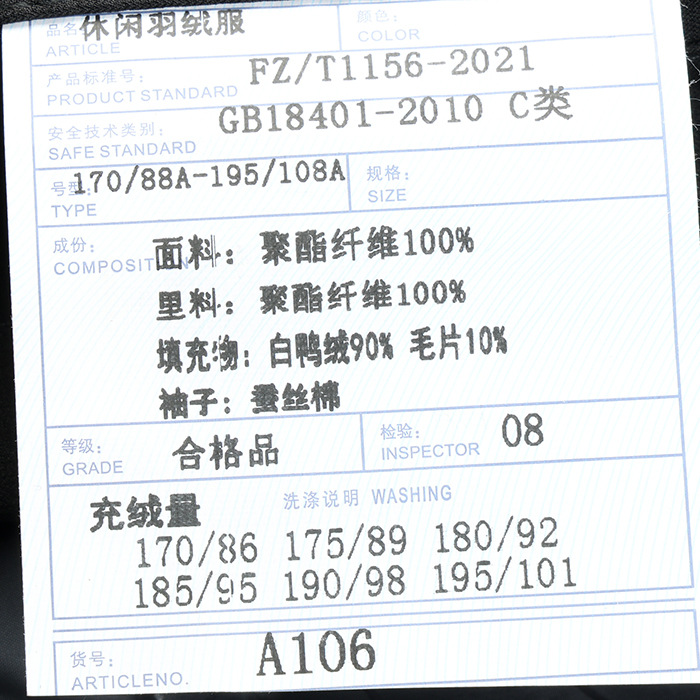 品名: 休闲羽绒服 颜色:
ARTICLE COLOR
产品标准号: FZ/T1156-2021
PRODUCT STANDARD
安全技术类别: GB18401-2010 C类
SAFE STANDARD
号型: 170/88A-195/108A 规格:
TYPE SIZE
成份: 面料: 聚酯纤维100%
COMPOSITION
里料: 聚酯纤维100%
填充物: 白鸭绒90% 毛片10%
袖子: 蚕丝棉
等级: 合格品 检验: 08
GRADE INSPECTOR
充绒量 洗涤说明 WASHING
170/86 175/89 180/92
185/95 190/98 195/101
货号: A106
ARTICLENO.